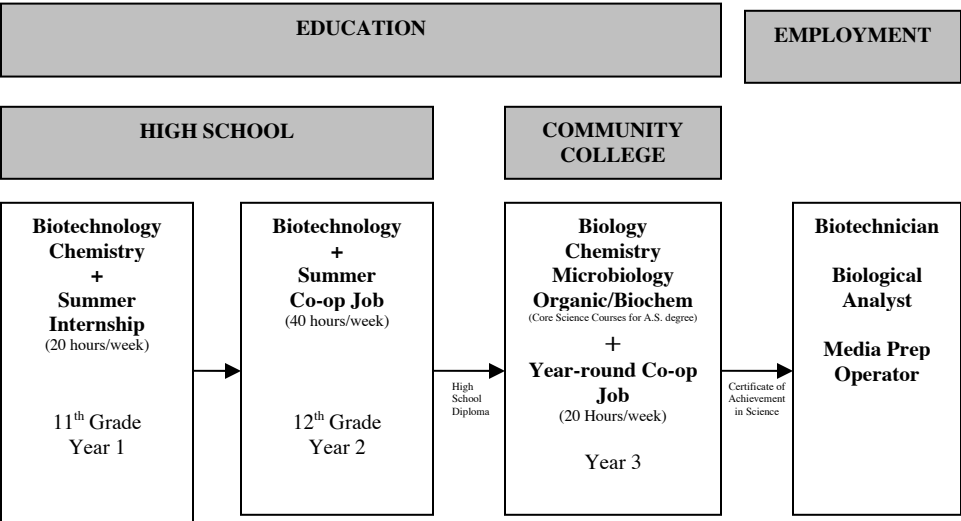 EDUCATION
EMPLOYMENT
HIGH SCHOOL
COMMUNITY
COLLEGE
Biotechnology
Chemistry
+
Summer
Internship
(20 hours/week)
11th Grade
Year 1
Biotechnology
+
Summer
Co-op Job
(40 hours/week)
12th Grade
Year 2
High
School
Diploma
Biology
Chemistry
Microbiology
Organic/Biochem
(Core Science Courses for A.S. degree)
+
Year-round Co-op
Job
(20 Hours/week)
Year 3
Certificate of
Achievement
in Science
Biotechnician
Biological
Analyst
Media Prep
Operator